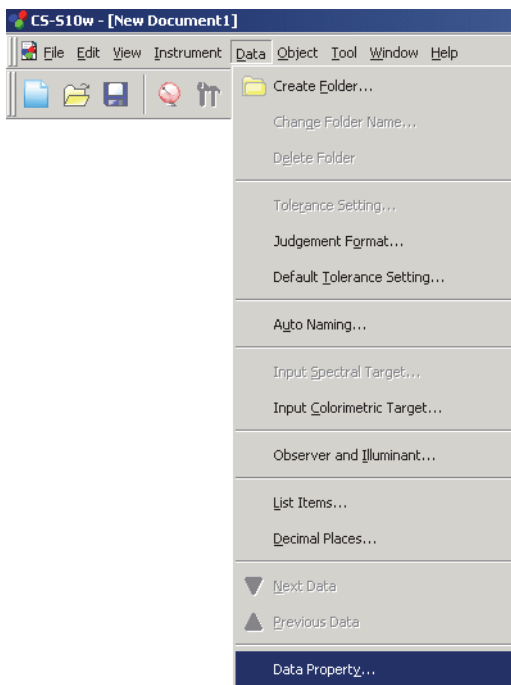 CS-S10w - [New Document1]
File Edit View Instrument Data Object Tool Window Help
Create Folder...
Change Folder Name...
Delete Folder
Tolerance Setting...
Judgement Format...
Default Tolerance Setting...
Auto Naming...
Input Spectral Target...
Input Colorimetric Target...
Observer and Illuminant...
List Items...
Decimal Places...
Next Data
Previous Data
Data Property...